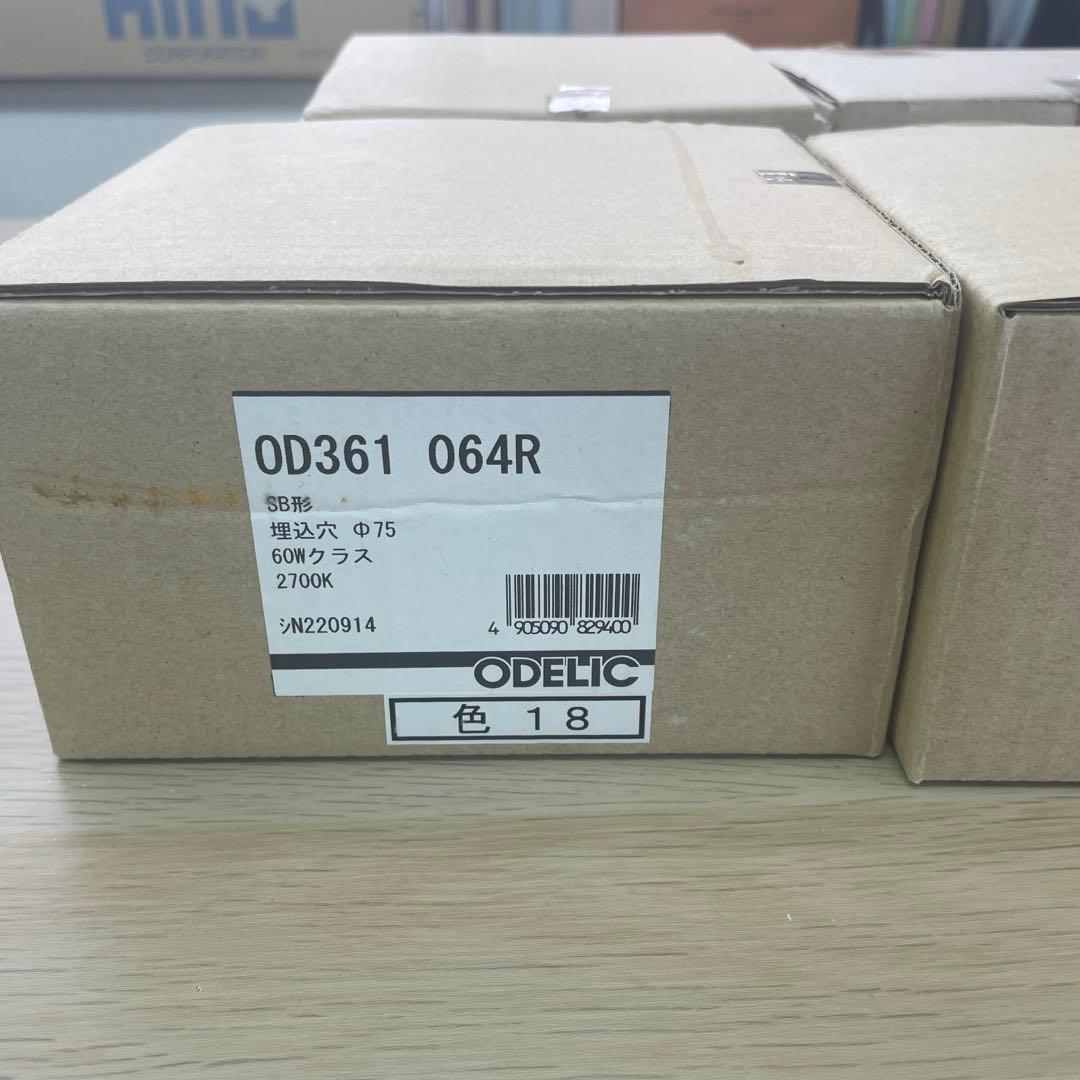 CORPORATION
OD361 064R
SB形
埋込穴 Φ75
60Wクラス
2700K
シN220914
4 905090 829400
ODELIC
色 18